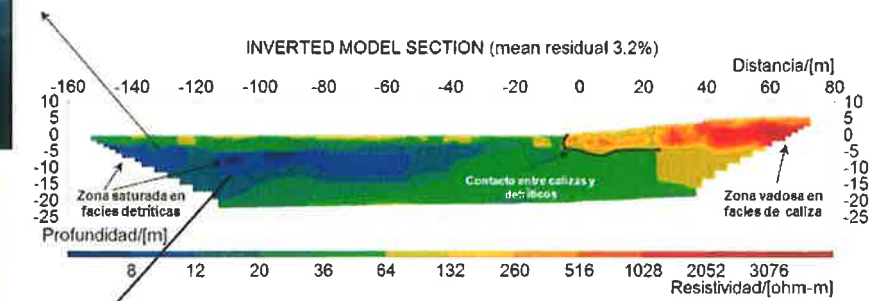 INVERTED MODEL SECTION (mean residual 3.2%)
Distancia/[m]
-160 -140 -120 -100 -80 -60 -40 -20 0 20 40 60 80
10 10
5 5
0 0
-5 -5
-10 -10
-15 -15
-20 -20
-25 -25
Zona saturada en
facies detríticas
Contacto entre calizas y
detríticos
Zona vadosa en
facies de caliza
Profundidad/[m]
8 12 20 36 64 132 260 516 1028 2052 3076
Resistividad/[ohm-m]